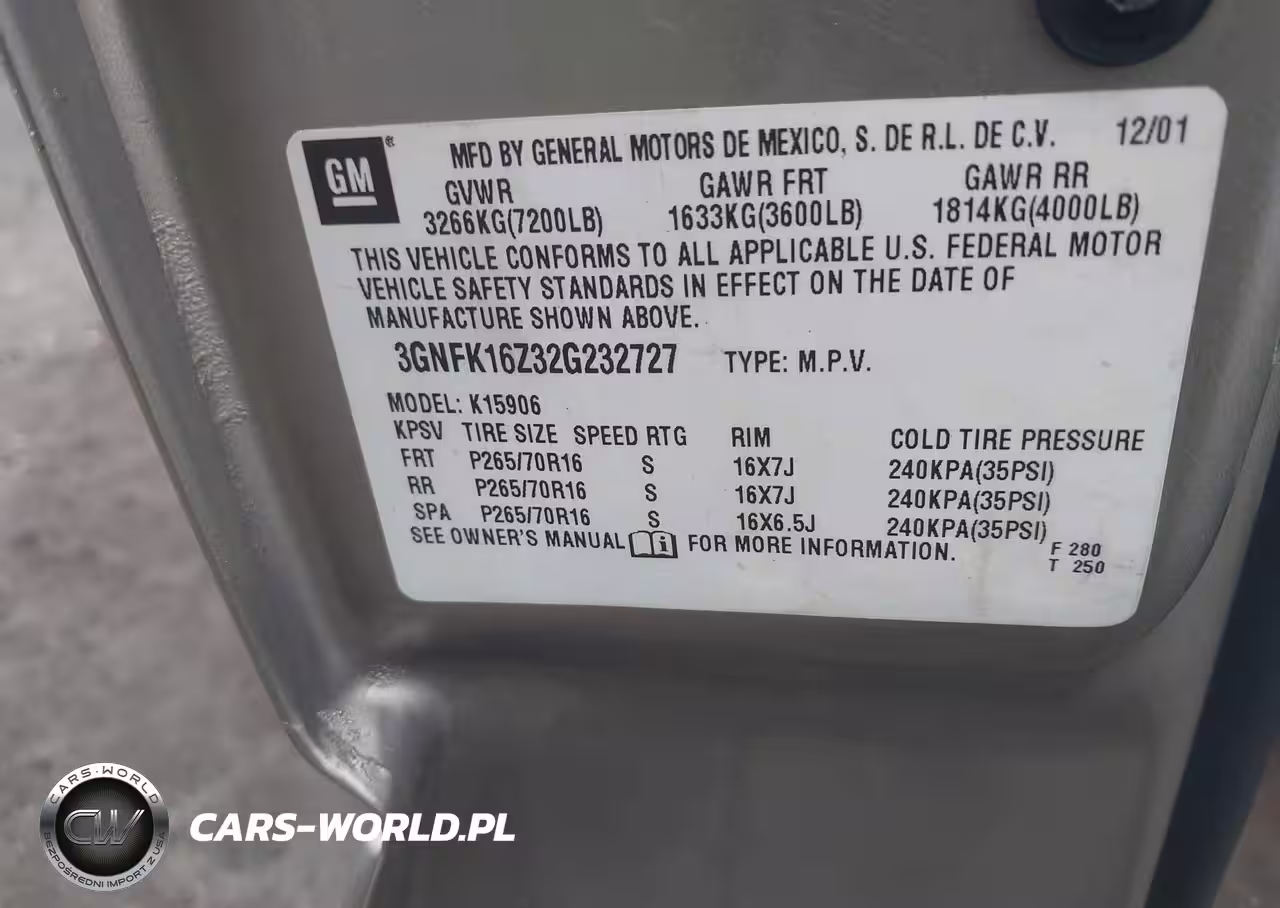 GM ® MFD BY GENERAL MOTORS DE MEXICO, S. DE R.L. DE C.V. 12/01
GVWR GAWR FRT GAWR RR
3266KG(7200LB) 1633KG(3600LB) 1814KG(4000LB)
THIS VEHICLE CONFORMS TO ALL APPLICABLE U.S. FEDERAL MOTOR
VEHICLE SAFETY STANDARDS IN EFFECT ON THE DATE OF
MANUFACTURE SHOWN ABOVE.
3GNFK16Z32G232727 TYPE: M.P.V.
MODEL: K15906
KPSV TIRE SIZE SPEED RTG RIM COLD TIRE PRESSURE
FRT P265/70R16 S 16X7J 240KPA(35PSI)
RR P265/70R16 S 16X7J 240KPA(35PSI)
SPA P265/70R16 S 16X6.5J 240KPA(35PSI)
SEE OWNER'S MANUAL i FOR MORE INFORMATION.
F 280
T 250
CARS-WORLD
CW
BEZPOŚREDNI IMPORT Z USA
CARS-WORLD.PL